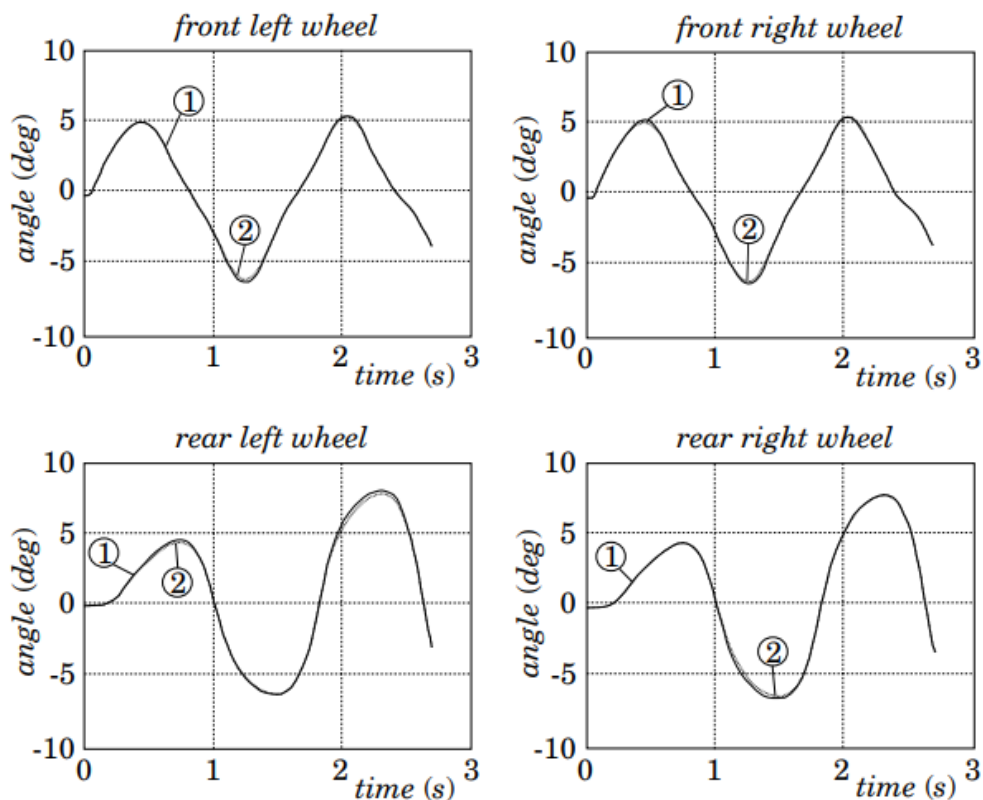 front left wheel
10
5
0
-5
-10
angle (deg)
①
②
0 1 2 3
time (s)
front right wheel
10
5
0
-5
-10
angle (deg)
①
②
0 1 2 3
time (s)
rear left wheel
10
5
0
-5
-10
angle (deg)
①
②
0 1 2 3
time (s)
rear right wheel
10
5
0
-5
-10
angle (deg)
①
②
0 1 2 3
time (s)